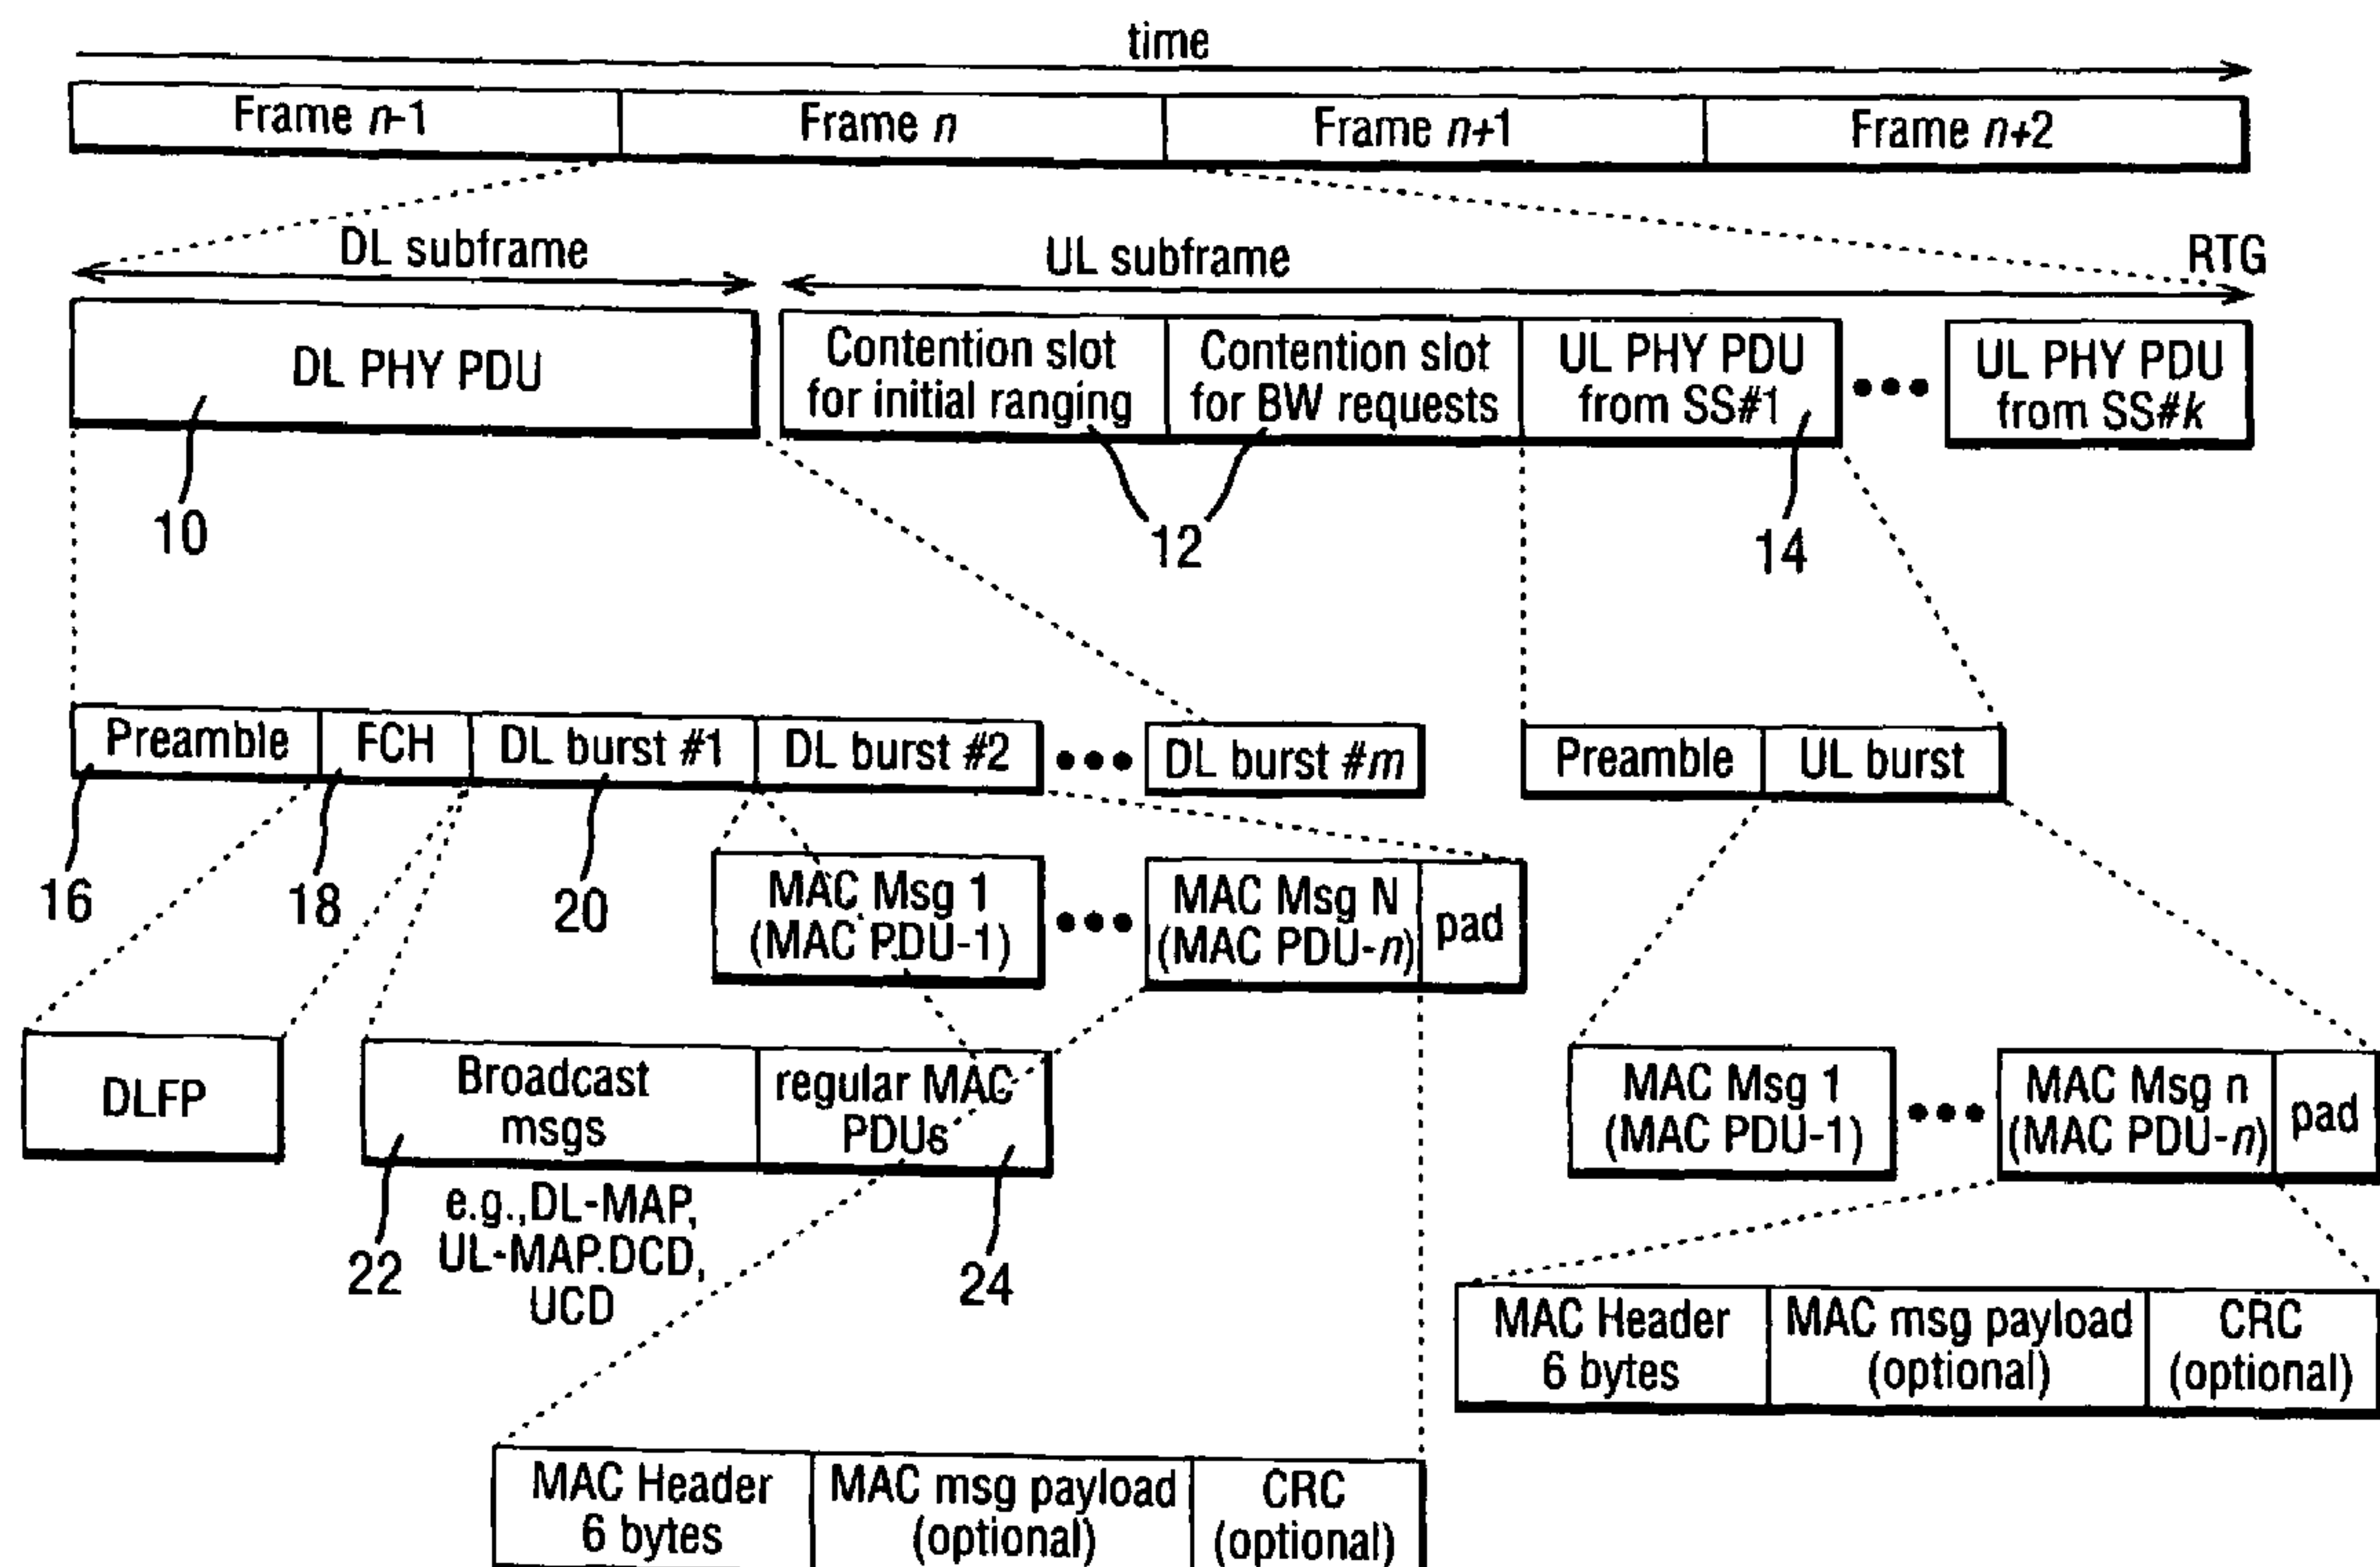 time
Frame n-1
Frame n
Frame n+1
Frame n+2
DL subframe
UL subframe
RTG
DL PHY PDU
Contention slot
for initial ranging
Contention slot
for BW requests
UL PHY PDU
from SS#1
UL PHY PDU
from SS#k
10
12
14
Preamble
FCH
DL burst #1
DL burst #2
DL burst #m
Preamble
UL burst
16
18
20
MAC Msg 1
(MAC PDU-1)
MAC Msg N
(MAC PDU-n)
pad
DLFP
Broadcast
msgs
regular MAC
PDUs
MAC Msg 1
(MAC PDU-1)
MAC Msg n
(MAC PDU-n)
pad
22
e.g.,DL-MAP,
UL-MAP.DCD,
UCD
24
MAC Header
6 bytes
MAC msg payload
(optional)
CRC
(optional)
MAC Header
6 bytes
MAC msg payload
(optional)
CRC
(optional)